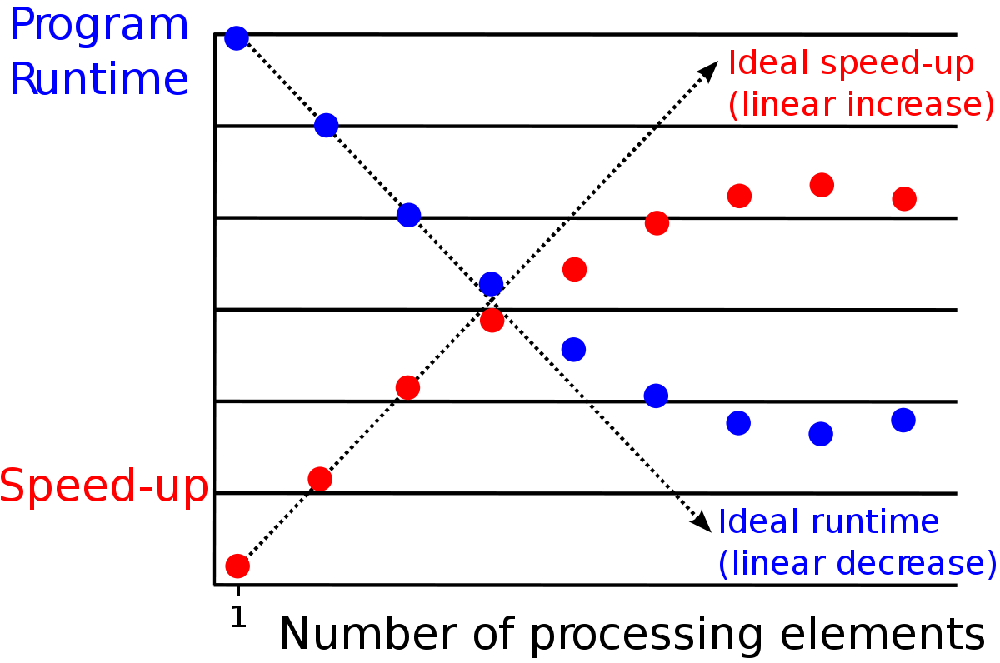 Program
Runtime
Ideal speed-up
(linear increase)
Speed-up
Ideal runtime
(linear decrease)
1
Number of processing elements